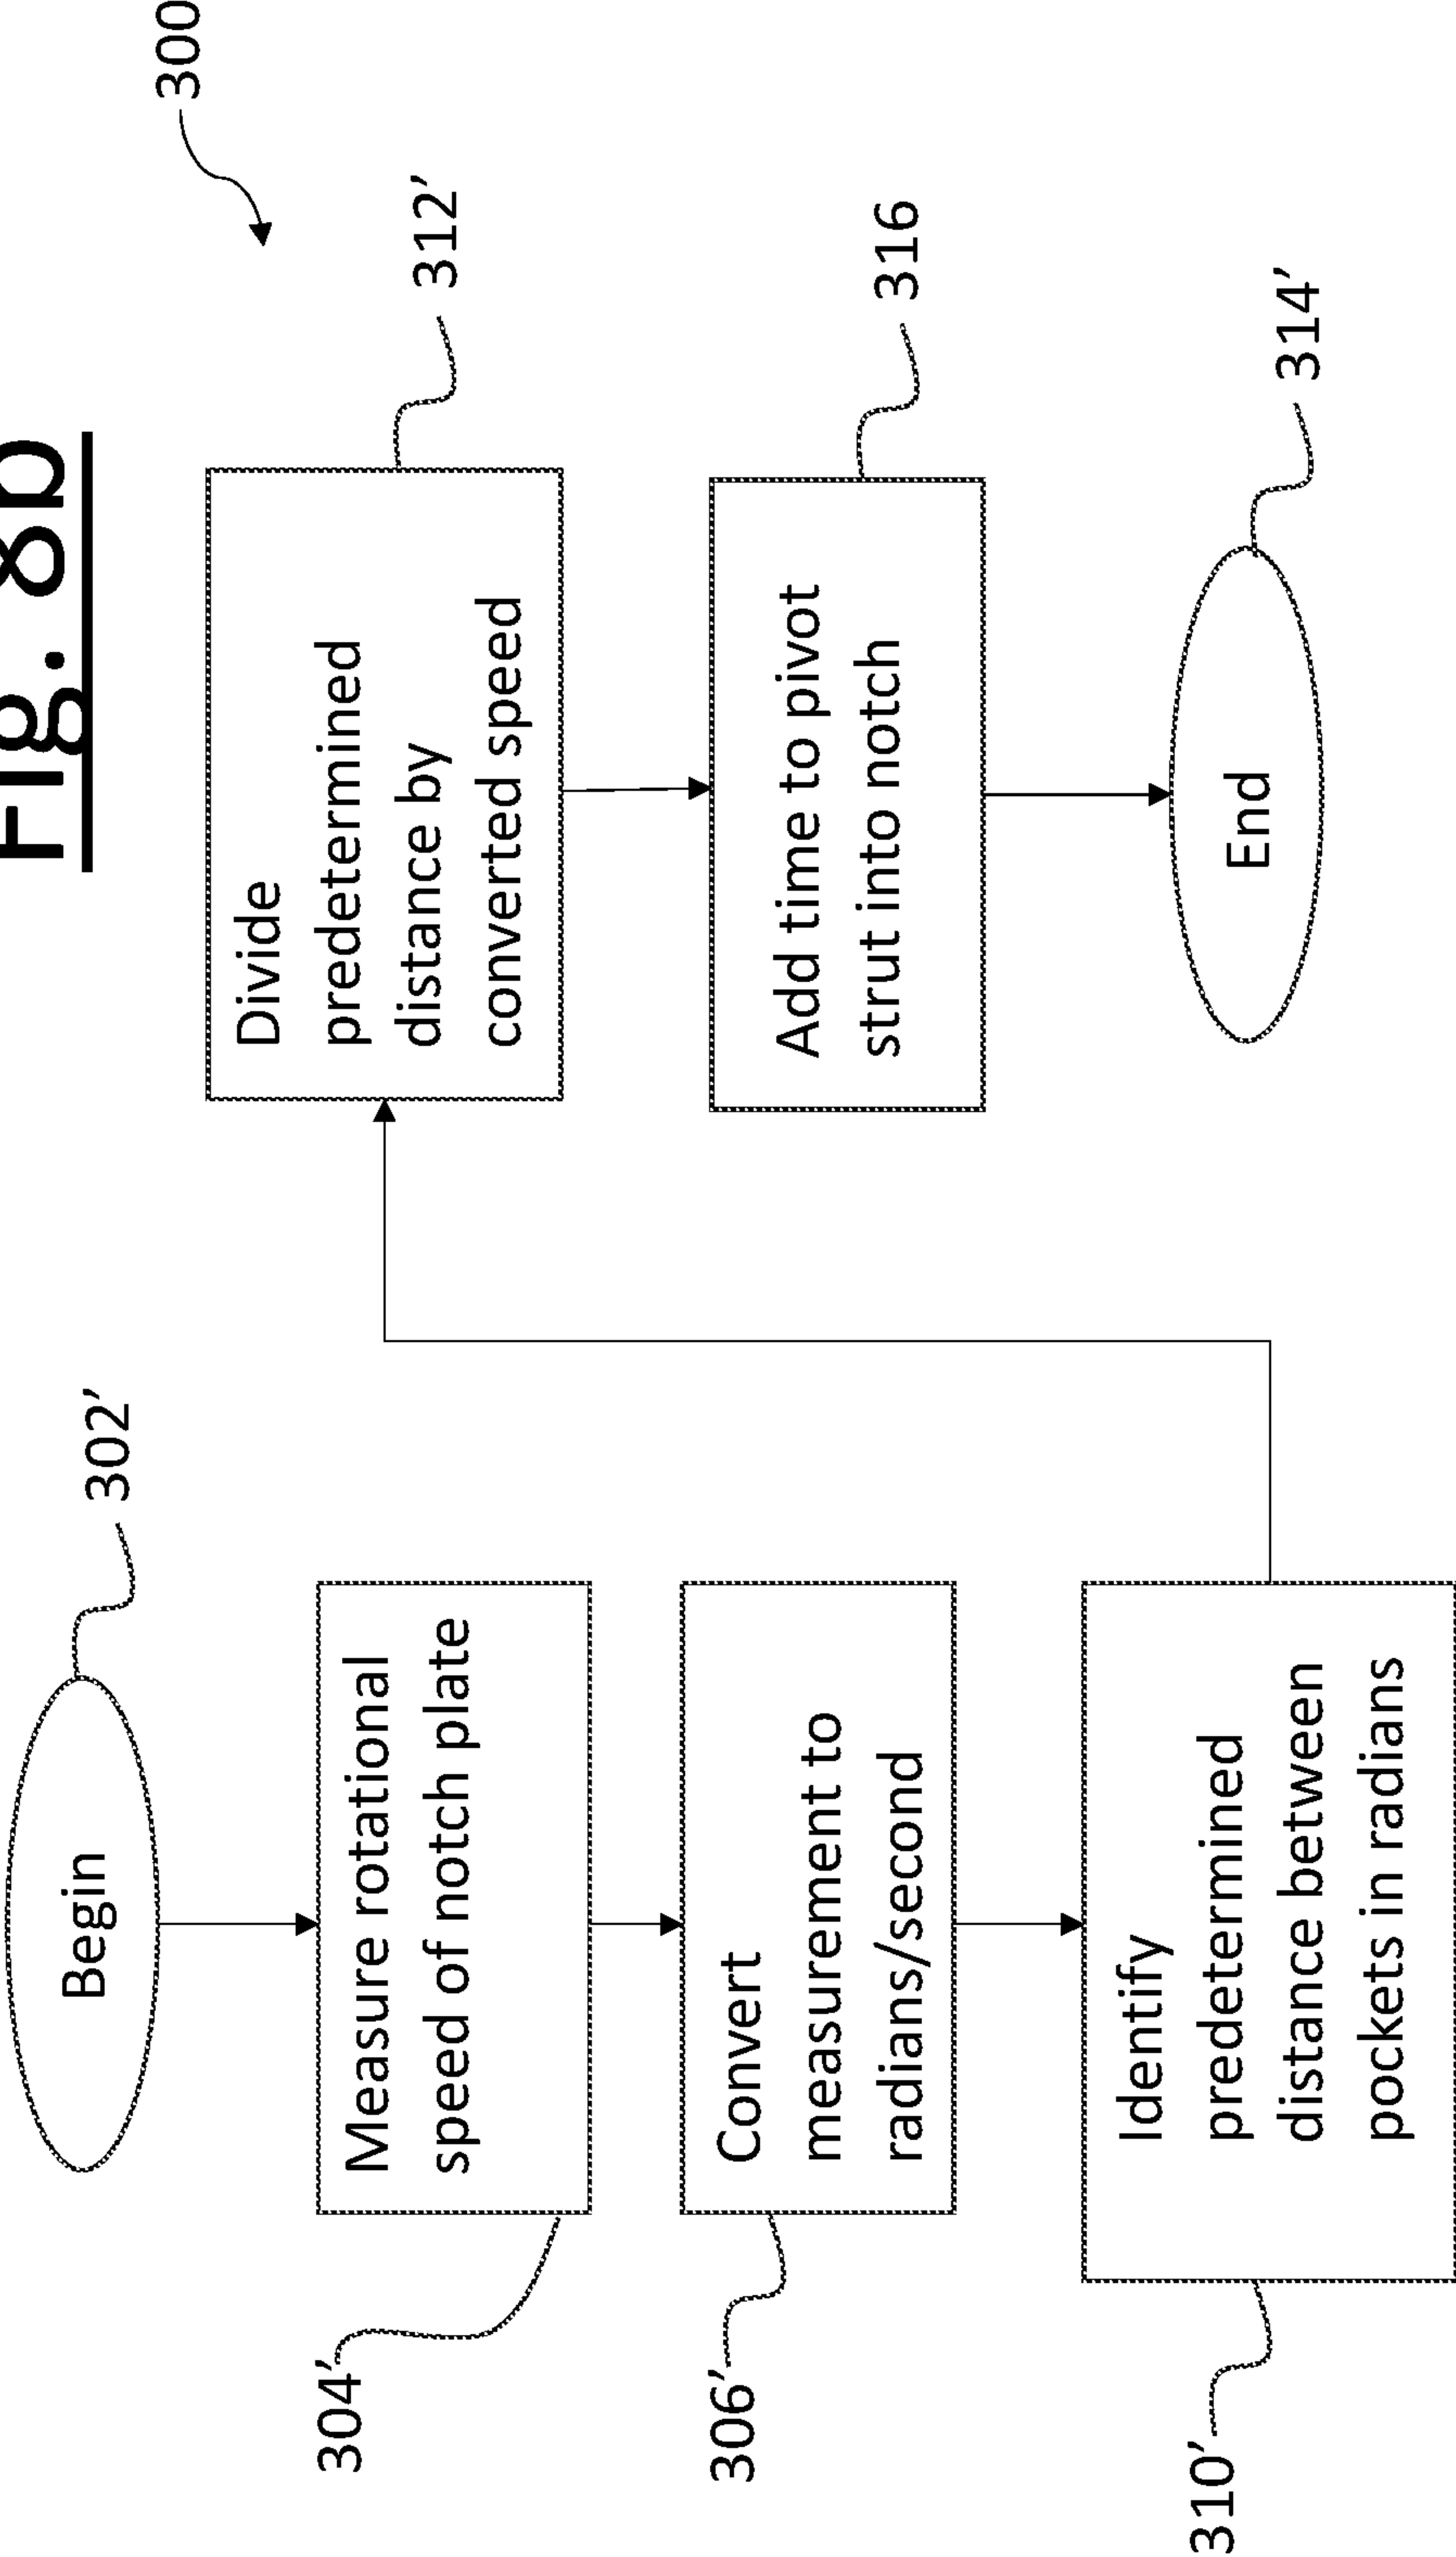 Fig. 8b
300
Begin
302’
304’
Measure rotational
speed of notch plate
306’
Convert
measurement to
radians/second
310’
Identify
predetermined
distance between
pockets in radians
Divide
predetermined
distance by
converted speed
312’
Add time to pivot
strut into notch
316
End
314’